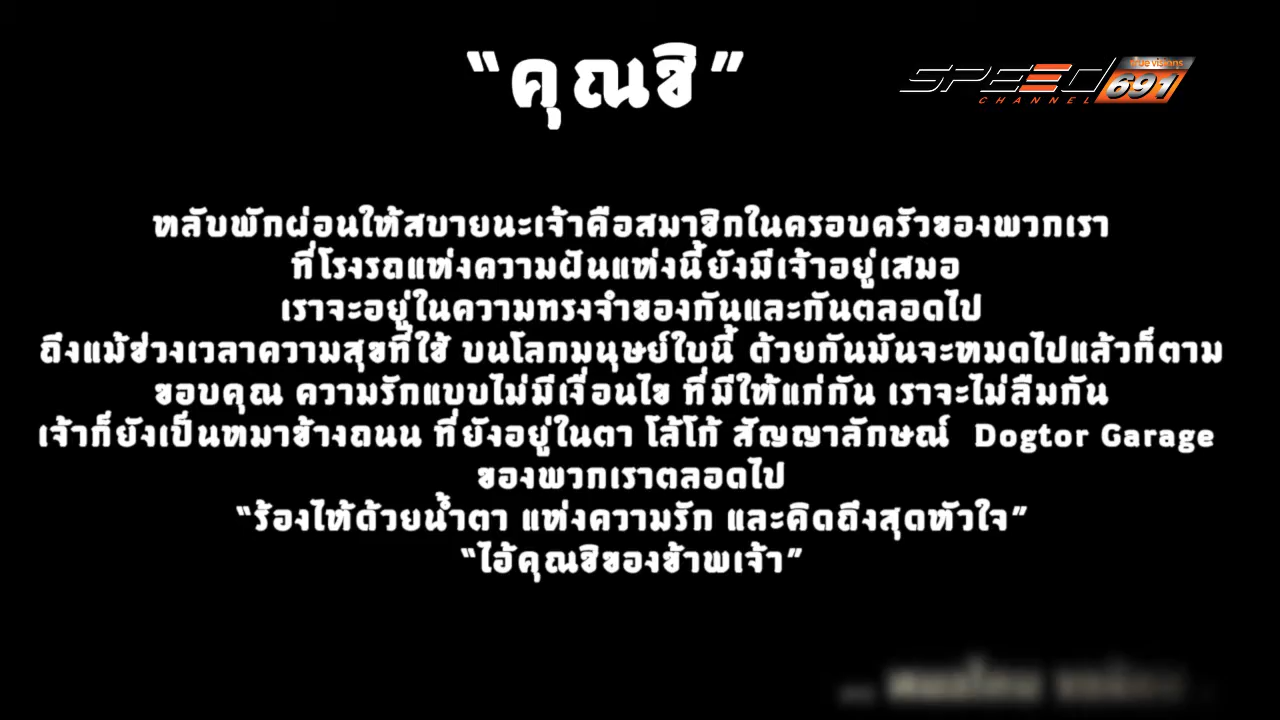 “คุณชิ”
SPEED CHANNEL
true visions
691
หลับพักผ่อนให้สบายนะเจ้าคือสมาชิกในครอบครัวของพวกเรา
ที่โรงรถแห่งความฝันแห่งนี้ยังมีเจ้าอยู่เสมอ
เราจะอยู่ในความทรงจำของกันและกันตลอดไป
ถึงแม้ช่วงเวลาความสุขที่ใช้ บนโลกมนุษย์ใบนี้ ด้วยกันมันจะหมดไปแล้วก็ตาม
ขอบคุณ ความรักแบบไม่มีเงื่อนไข ที่มีให้แก่กัน เราจะไม่ลืมกัน
เจ้าก็ยังเป็นหมาข้างถนน ที่ยังอยู่ในตา โล้โก้ สัญญาลักษณ์ Dogtor Garage
ของพวกเราตลอดไป
“ร้องไห้ด้วยน้ำตา แห่งความรัก และคิดถึงสุดหัวใจ”
“ไอ้คุณชิของข้าพเจ้า”